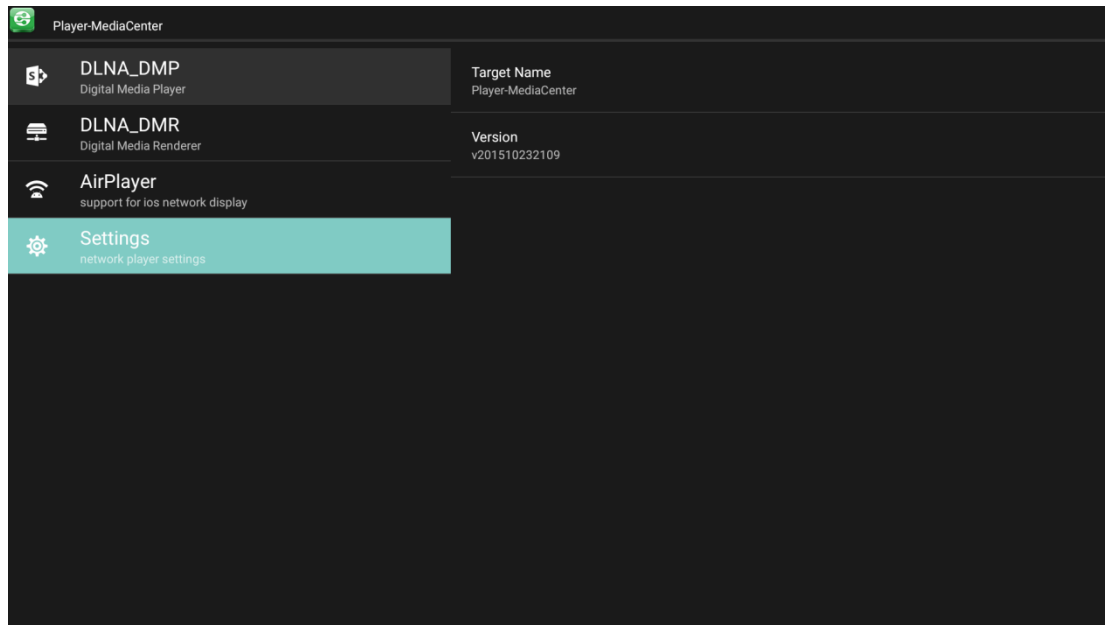 Player-MediaCenter
DLNA_DMP
Digital Media Player
DLNA_DMR
Digital Media Renderer
AirPlayer
support for ios network display
Settings
network player settings
Target Name
Player-MediaCenter
Version
v201510232109